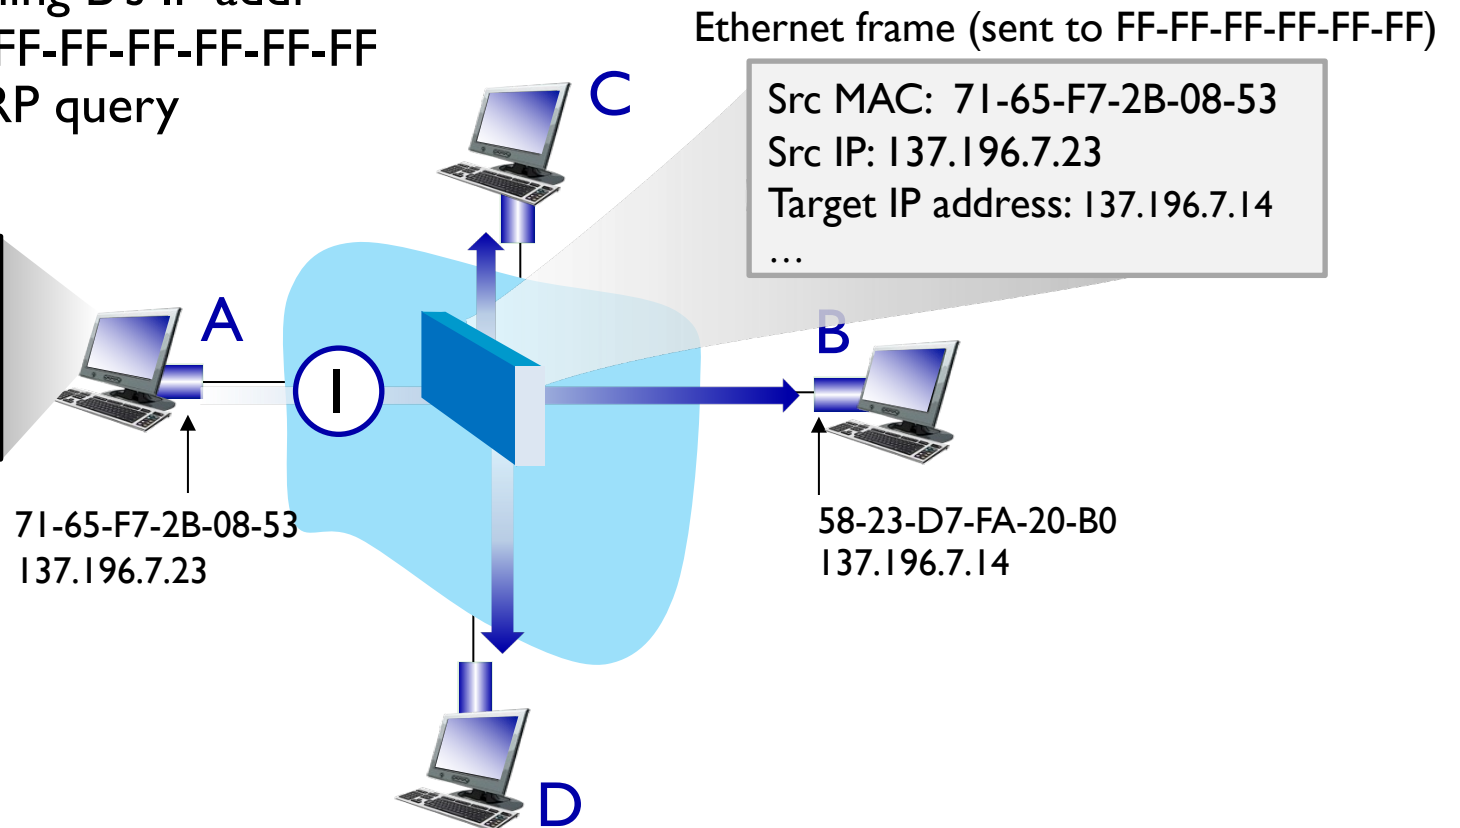 ning B's IP addr
FF-FF-FF-FF-FF-FF
RP query
Ethernet frame (sent to FF-FF-FF-FF-FF-FF)
Src MAC: 71-65-F7-2B-08-53
Src IP: 137.196.7.23
Target IP address: 137.196.7.14
…
C
A
B
1
71-65-F7-2B-08-53
137.196.7.23
58-23-D7-FA-20-B0
137.196.7.14
D